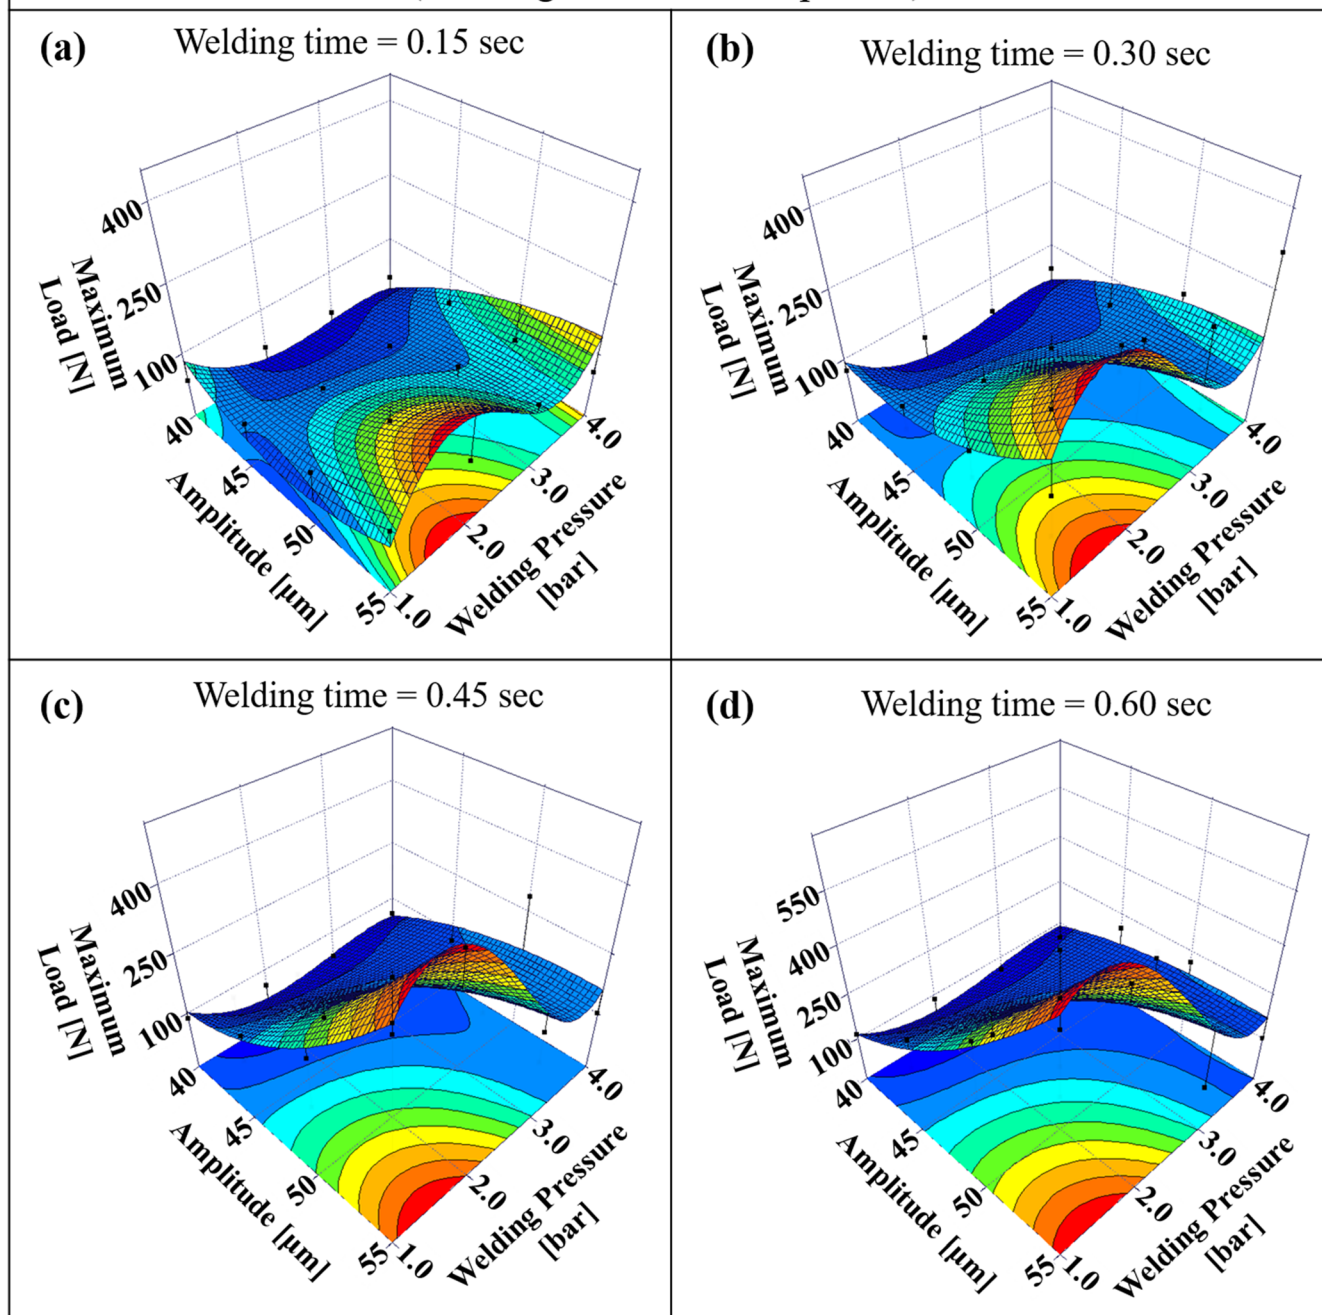 (a)
Welding time = 0.15 sec
400
250
100
Maximum
Load [N]
40
45
50
55
Amplitude [μm]
1.0
2.0
3.0
4.0
Welding Pressure
[bar]
(b)
Welding time = 0.30 sec
400
250
100
Maximum
Load [N]
40
45
50
55
Amplitude [μm]
1.0
2.0
3.0
4.0
Welding Pressure
[bar]
(c)
Welding time = 0.45 sec
400
250
100
Maximum
Load [N]
40
45
50
55
Amplitude [μm]
1.0
2.0
3.0
4.0
Welding Pressure
[bar]
(d)
Welding time = 0.60 sec
550
400
250
100
Maximum
Load [N]
40
45
50
55
Amplitude [μm]
1.0
2.0
3.0
4.0
Welding Pressure
[bar]